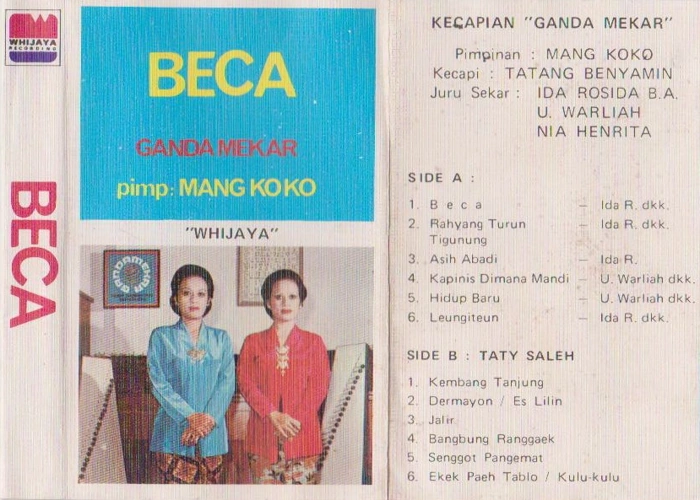 WHIJAYA
RECORDING
BECA
BECA
GANDA MEKAR
pimp: MANG KOKO
"WHIJAYA"
GANDAMEKAR
KECAPIAN "GANDA MEKAR"
Pimpinan : MANG KOKO
Kecapi : TATANG BENYAMIN
Juru Sekar : IDA ROSIDA B.A.
U. WARLIAH
NIA HENRITA
SIDE A :
1. Beca – Ida R. dkk.
2. Rahyang Turun – Ida R. dkk.
Tigunung
3. Asih Abadi – Ida R.
4. Kapinis Dimana Mandi – U. Warliah dkk.
5. Hidup Baru – U. Warliah dkk.
6. Leungiteun – Ida R. dkk.
SIDE B : TATY SALEH
1. Kembang Tanjung
2. Dermayon / Es Lilin
3. Jalir
4. Bangbung Ranggaek
5. Senggot Pangemat
6. Ekek Paeh Tablo / Kulu-kulu